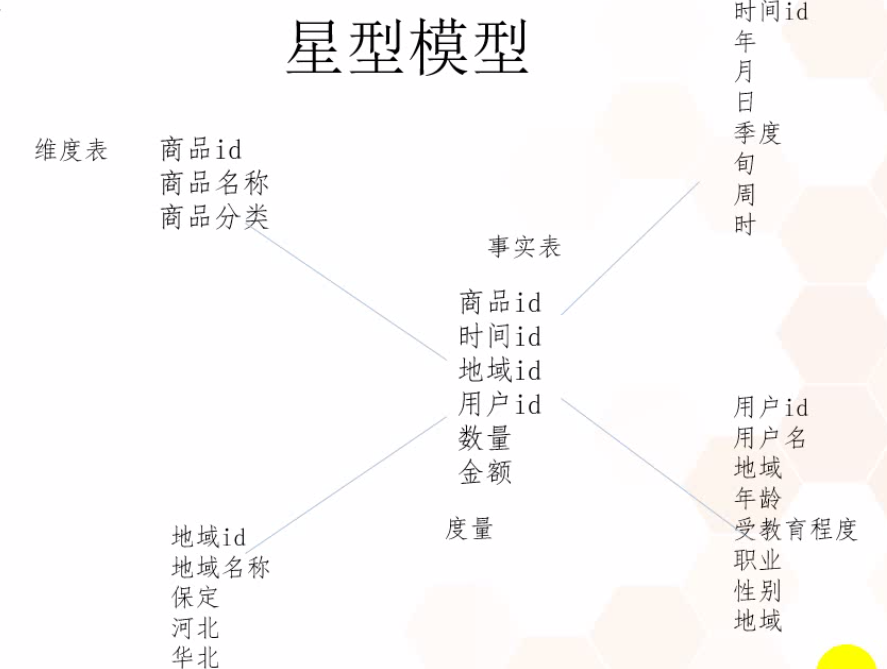 星型模型
时间id
年
月
日
季度
旬
周
时
维度表
商品id
商品名称
商品分类
事实表
商品id
时间id
地域id
用户id
数量
金额
度量
用户id
用户名
地域
年龄
受教育程度
职业
性别
地域
地域id
地域名称
保定
河北
华北